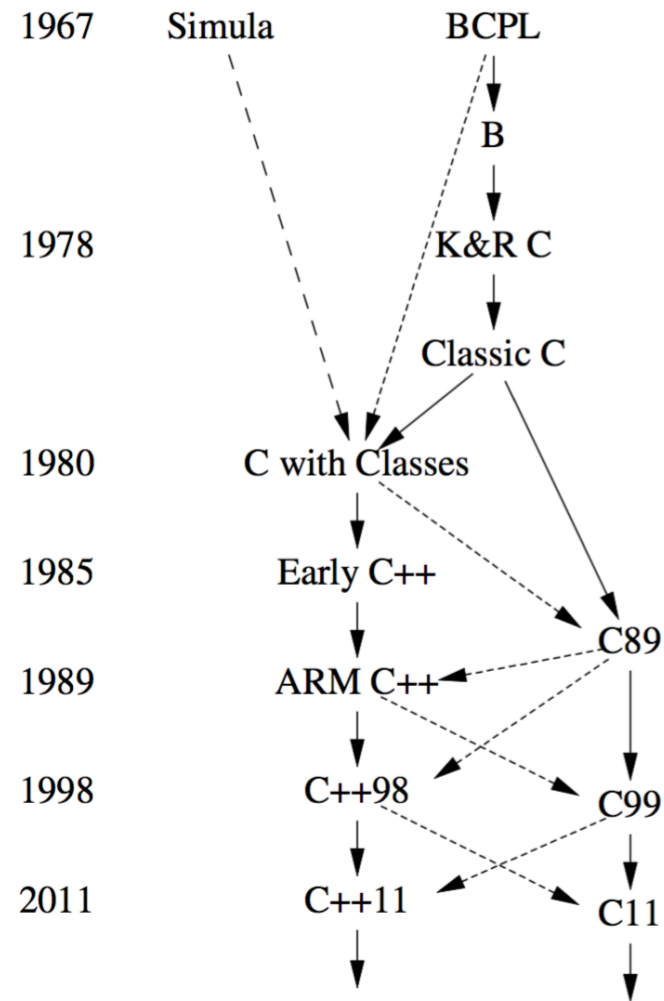 1967 Simula BCPL
B
1978 K&R C
Classic C
1980 C with Classes
1985 Early C++
C89
1989 ARM C++
1998 C++98
C99
2011 C++11
C11